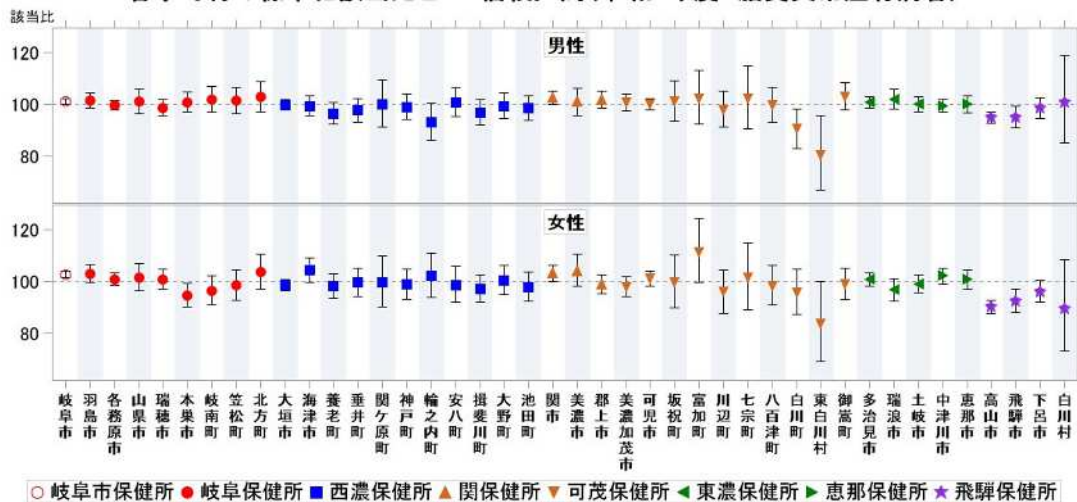 該当比
男性
120
100
80
女性
120
100
80
岐阜市
羽島市
各務原市
山県市
瑞穂市
本巣市
岐南町
笠松町
北方町
大垣市
海津市
養老町
垂井町
関ケ原町
神戸町
輪之内町
安八町
揖斐川町
大野町
池田町
関市
美濃市
郡上市
美濃加茂市
可児市
坂祝町
富加町
川辺町
七宗町
八百津町
白川町
東白川村
御嵩町
多治見市
瑞浪市
土岐市
中津川市
恵那市
高山市
飛騨市
下呂市
白川村
岐阜市保健所 岐阜保健所 西濃保健所 関保健所 可茂保健所 東濃保健所 恵那保健所 飛騨保健所